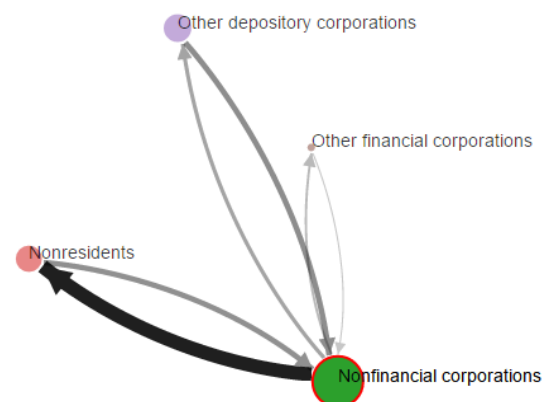 Other depository corporations
Other financial corporations
Nonresidents
Nonfinancial corporations